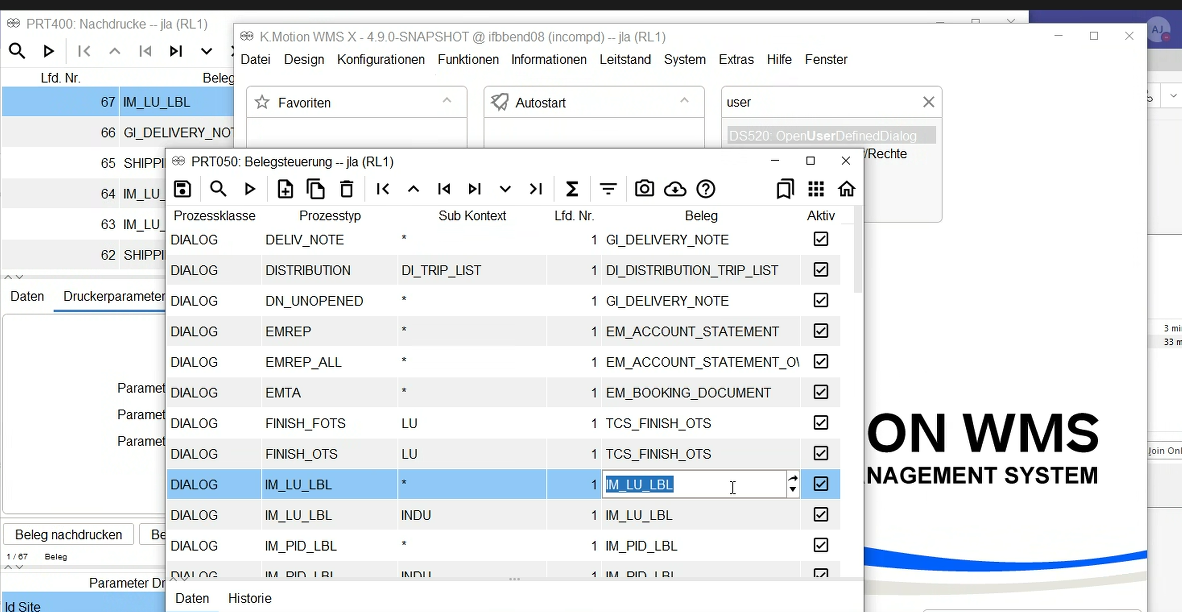 PRT400: Nachdrucke -- jla (RL1)
Lfd. Nr. Beleg
67 IM_LU_LBL
66 GI_DELIVERY_NOT
65 SHIPPI
64 IM_LU_
63 IM_LU_
62 SHIPPI
Daten Druckerparameter
Paramet
Paramet
Paramet
Beleg nachdrucken Be
1 / 67 Beleg
Parameter Dr
Id Site
K.Motion WMS X - 4.9.0-SNAPSHOT @ ifbbend08 (incompd) -- jla (RL1)
Datei Design Konfigurationen Funktionen Informationen Leitstand System Extras Hilfe Fenster
Favoriten Autostart user
DS520: OpenUserDefinedDialog
/Rechte
PRT050: Belegsteuerung -- jla (RL1)
Prozessklasse Prozesstyp Sub Kontext Lfd. Nr. Beleg Aktiv
DIALOG DELIV_NOTE * 1 GI_DELIVERY_NOTE
DIALOG DISTRIBUTION DI_TRIP_LIST 1 DI_DISTRIBUTION_TRIP_LIST
DIALOG DN_UNOPENED * 1 GI_DELIVERY_NOTE
DIALOG EMREP * 1 EM_ACCOUNT_STATEMENT
DIALOG EMREP_ALL * 1 EM_ACCOUNT_STATEMENT_OV
DIALOG EMTA * 1 EM_BOOKING_DOCUMENT
DIALOG FINISH_FOTS LU 1 TCS_FINISH_OTS
DIALOG FINISH_OTS LU 1 TCS_FINISH_OTS
DIALOG IM_LU_LBL * 1 IM_LU_LBL
DIALOG IM_LU_LBL INDU 1 IM_LU_LBL
DIALOG IM_PID_LBL * 1 IM_PID_LBL
DIALOG IM_PID_LBL INDU 1 IM_PID_LBL
Daten Historie
ON WMS
NAGEMENT SYSTEM
AJ
3 mi
33 m
Join Onl